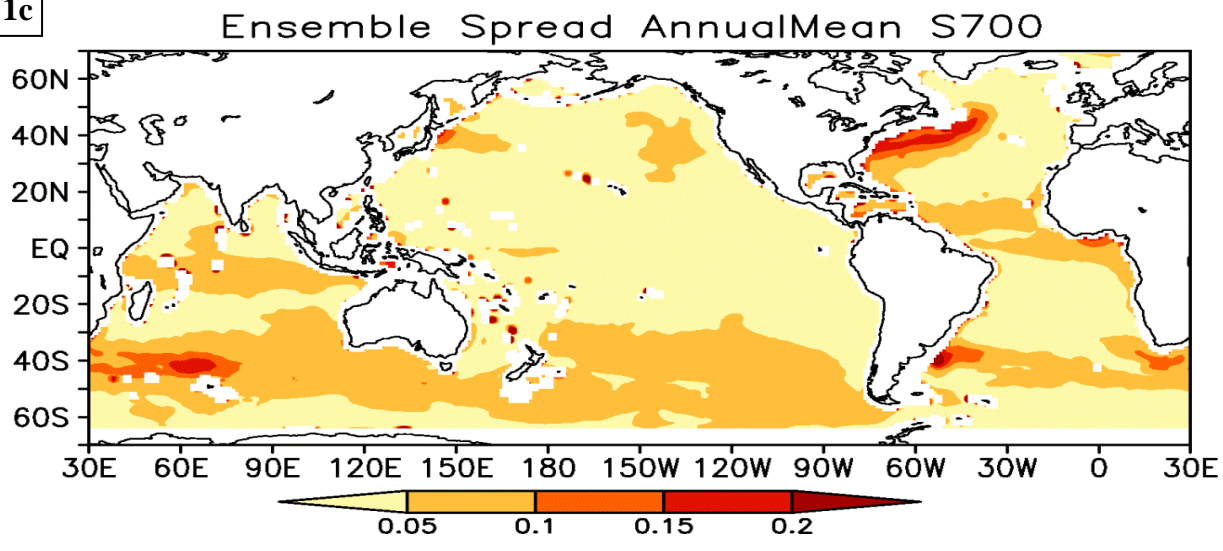 1c
Ensemble Spread AnnualMean S700
60N
40N
20N
EQ
20S
40S
60S
30E 60E 90E 120E 150E 180 150W 120W 90W 60W 30W 0 30E
0.05 0.1 0.15 0.2